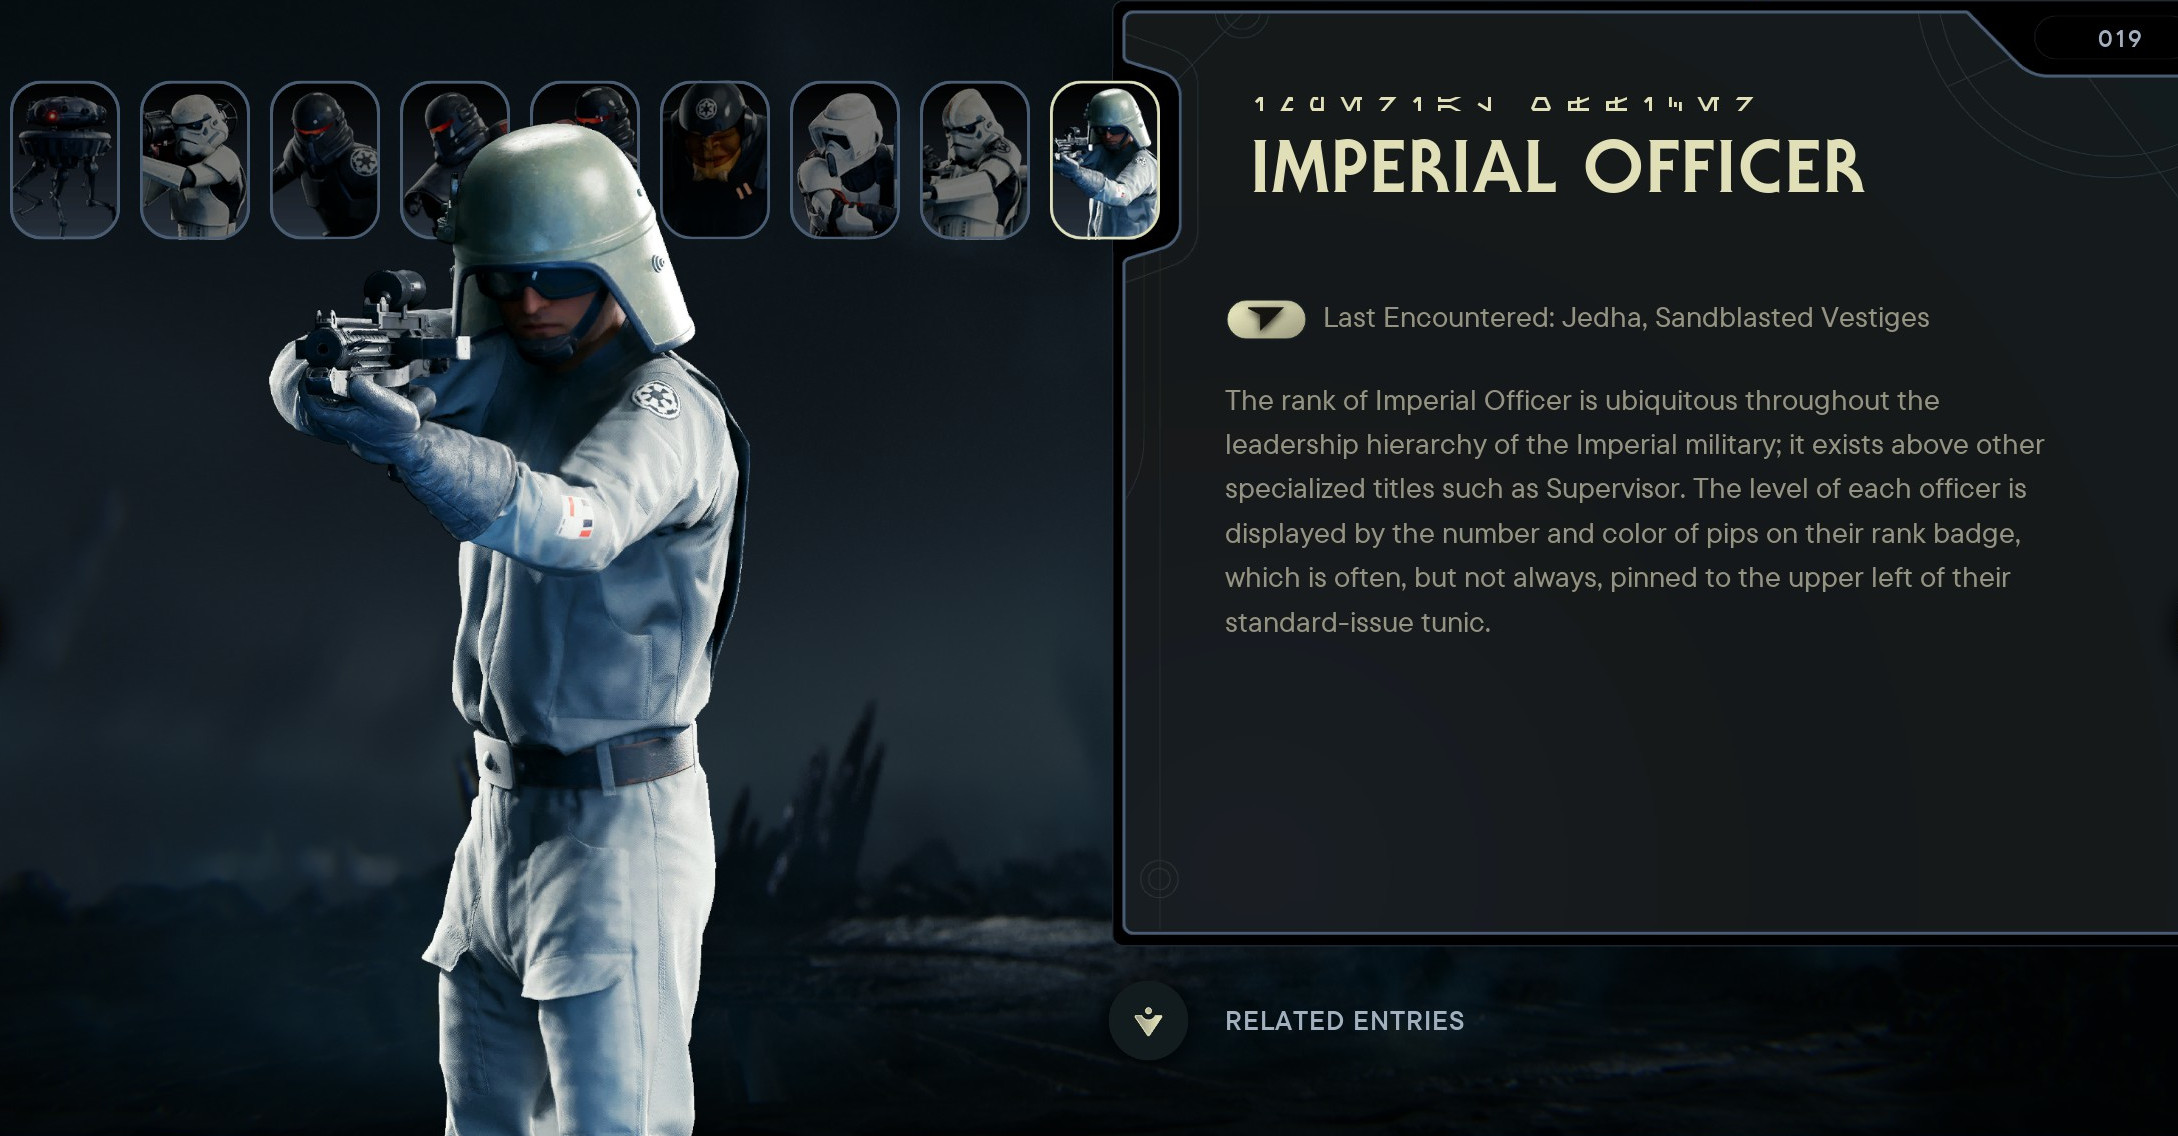 019
IMPERIAL OFFICER
Last Encountered: Jedha, Sandblasted Vestiges
The rank of Imperial Officer is ubiquitous throughout the
leadership hierarchy of the Imperial military; it exists above other
specialized titles such as Supervisor. The level of each officer is
displayed by the number and color of pips on their rank badge,
which is often, but not always, pinned to the upper left of their
standard-issue tunic.
RELATED ENTRIES